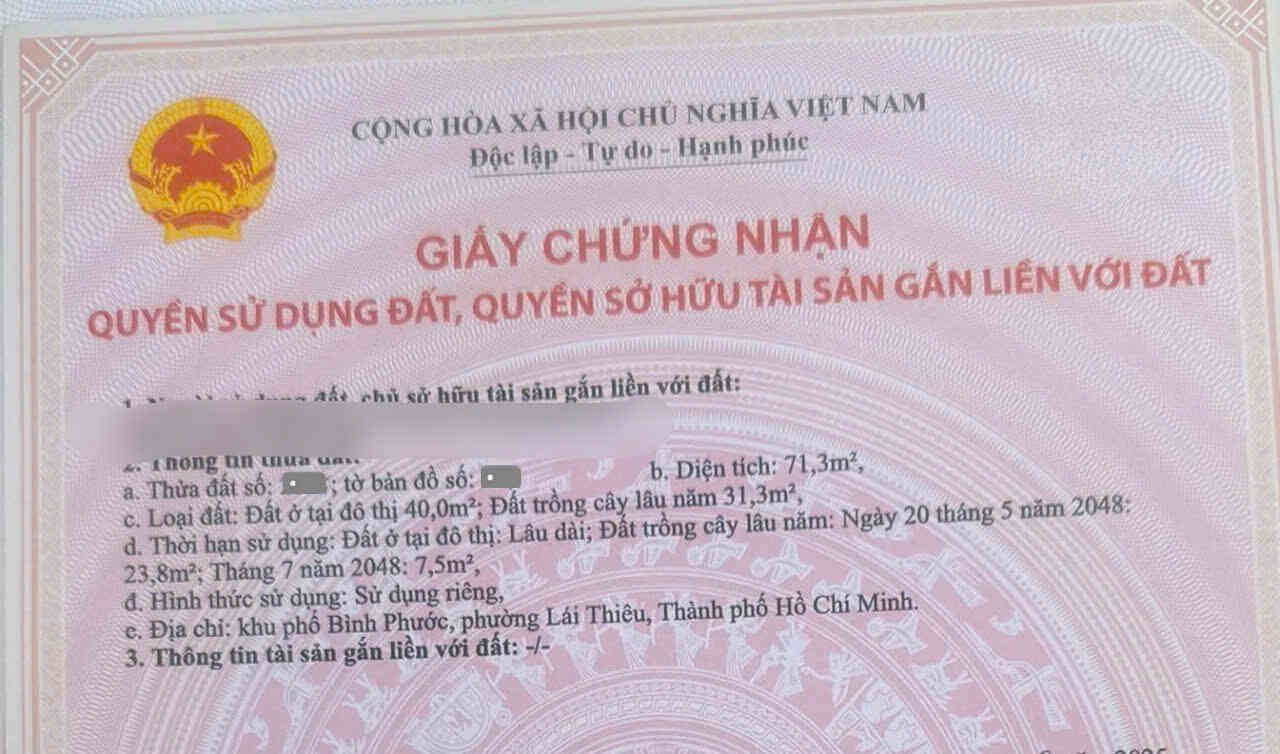 CỘNG HÒA XÃ HỘI CHỦ NGHĨA VIỆT NAM
Độc lập - Tự do - Hạnh phúc
GIẤY CHỨNG NHẬN
QUYỀN SỬ DỤNG ĐẤT, QUYỀN SỞ HỮU TÀI SẢN GẮN LIỀN VỚI ĐẤT
đất, chủ sở hữu tài sản gắn liền với đất:
2. Thông tin thửa đất:
a. Thửa đất số: ; tờ bản đồ số: b. Diện tích: 71,3m²,
c. Loại đất: Đất ở tại đô thị 40,0m²; Đất trồng cây lâu năm 31,3m²,
d. Thời hạn sử dụng: Đất ở tại đô thị: Lâu dài; Đất trồng cây lâu năm: Ngày 20 tháng 5 năm 2048:
23,8m²; Tháng 7 năm 2048: 7,5m²,
đ. Hình thức sử dụng: Sử dụng riêng,
e. Địa chỉ: khu phố Bình Phước, phường Lái Thiêu, Thành phố Hồ Chí Minh.
3. Thông tin tài sản gắn liền với đất: -/-